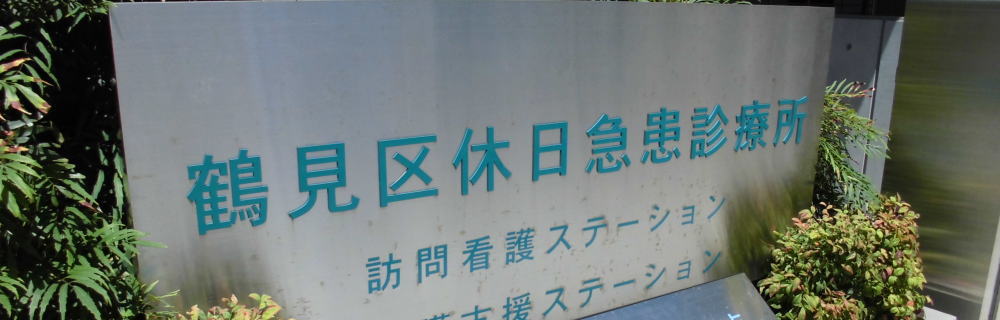 鶴見区休日急患診療所
訪問看護ステーション
護支援ステーション